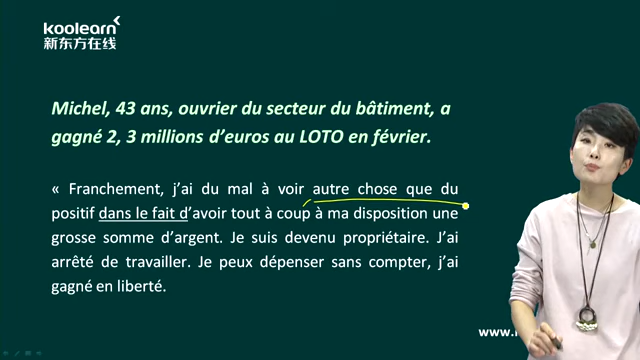 koolearn
新东方在线
Michel, 43 ans, ouvrier du secteur du bâtiment, a
gagné 2, 3 millions d’euros au LOTO en février.
« Franchement, j’ai du mal à voir autre chose que du
positif dans le fait d’avoir tout à coup à ma disposition une
grosse somme d’argent. Je suis devenu propriétaire. J’ai
arrêté de travailler. Je peux dépenser sans compter, j’ai
gagné en liberté.